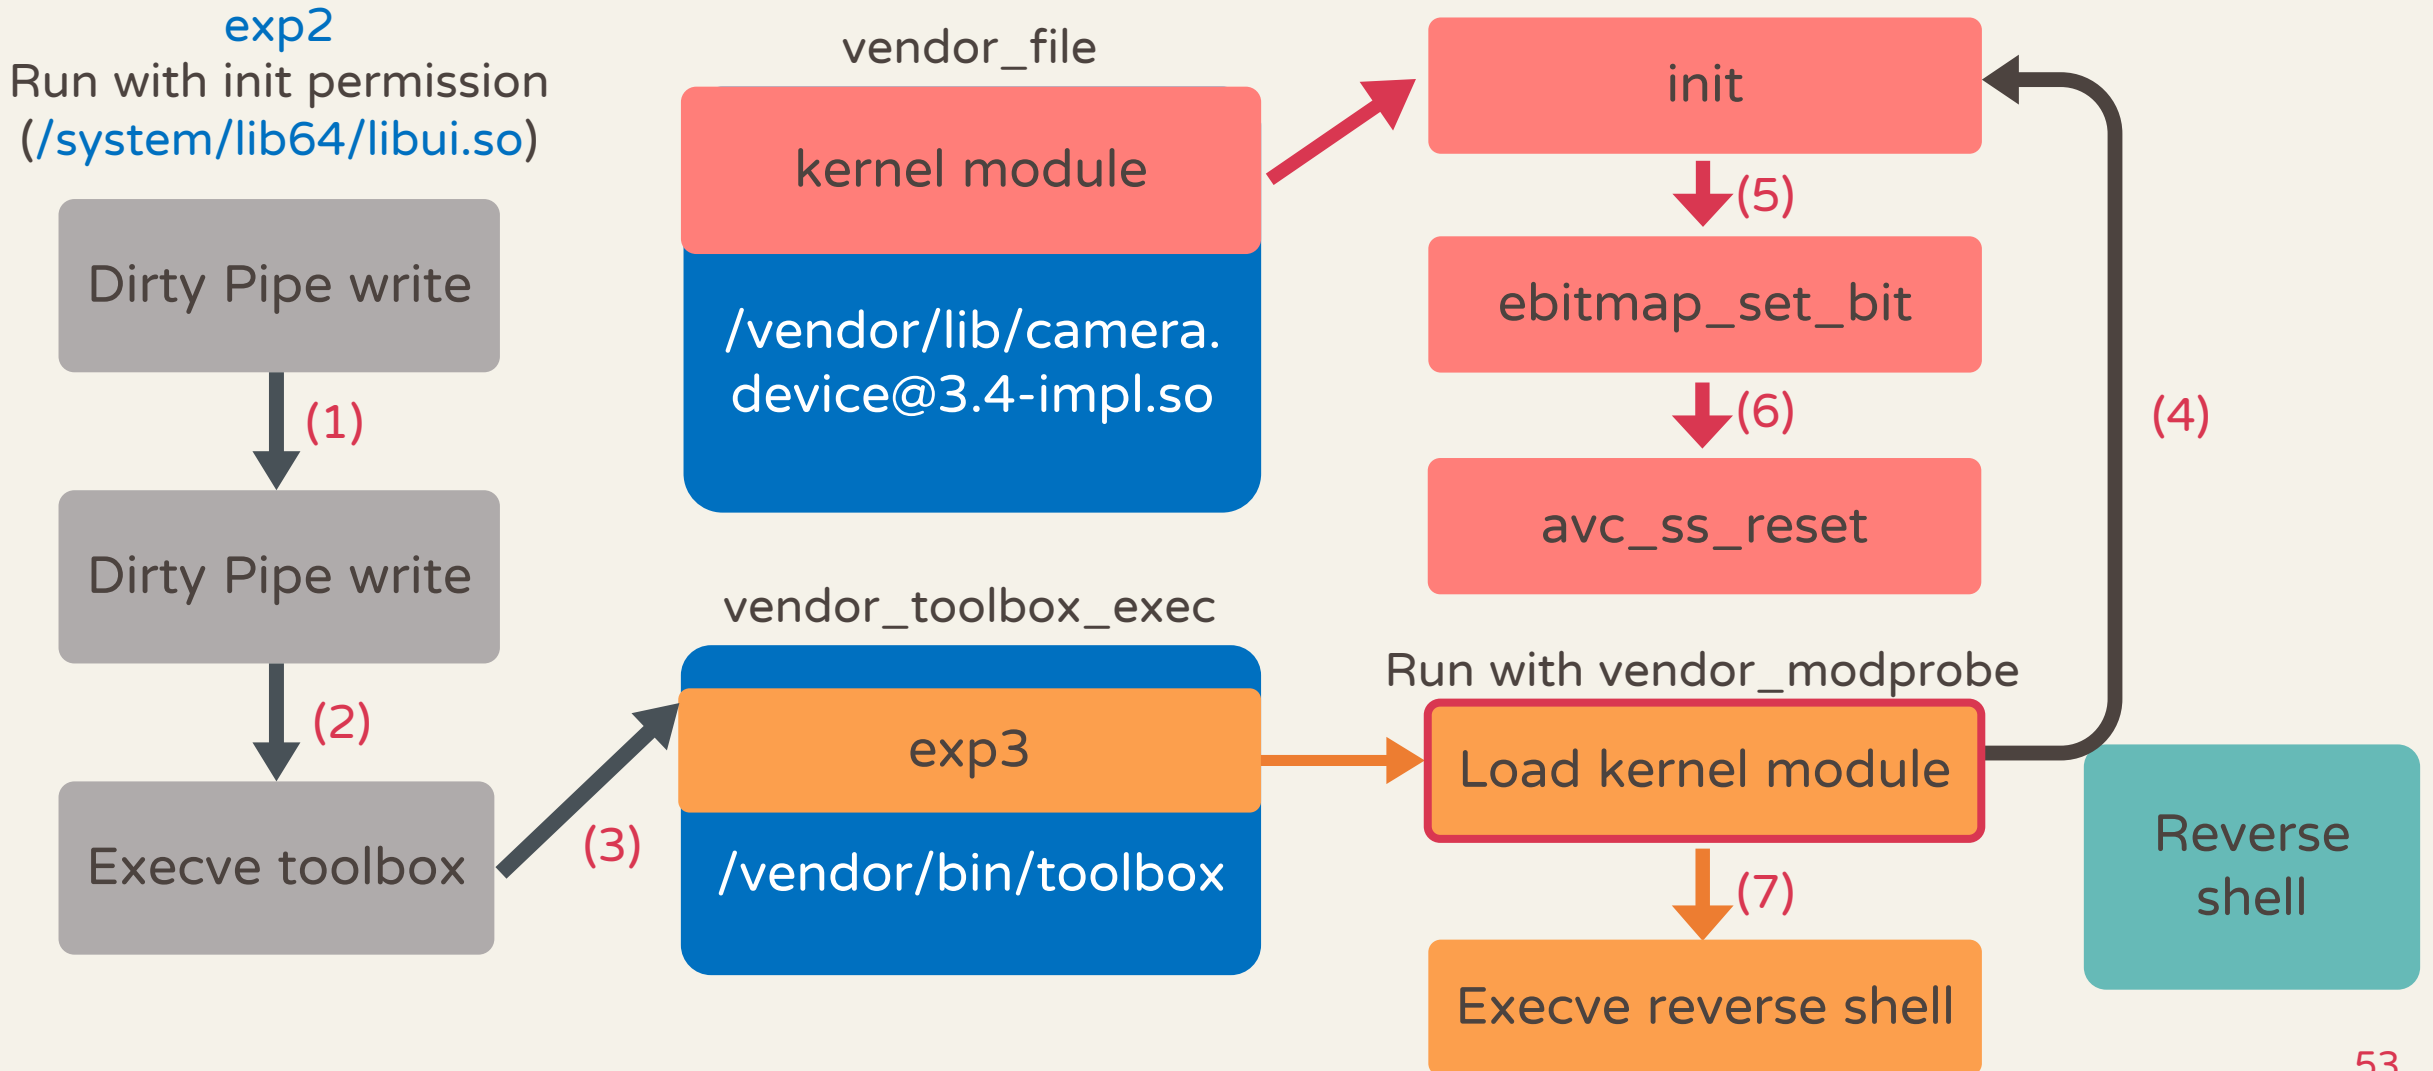 exp2
Run with init permission
(/system/lib64/libui.so)
Dirty Pipe write
(1)
Dirty Pipe write
(2)
Execve toolbox
(3)
vendor_file
kernel module
/vendor/lib/camera.
device@3.4-impl.so
vendor_toolbox_exec
exp3
/vendor/bin/toolbox
init
(5)
ebitmap_set_bit
(6)
avc_ss_reset
(4)
Run with vendor_modprobe
Load kernel module
(7)
Execve reverse shell
Reverse
shell
53